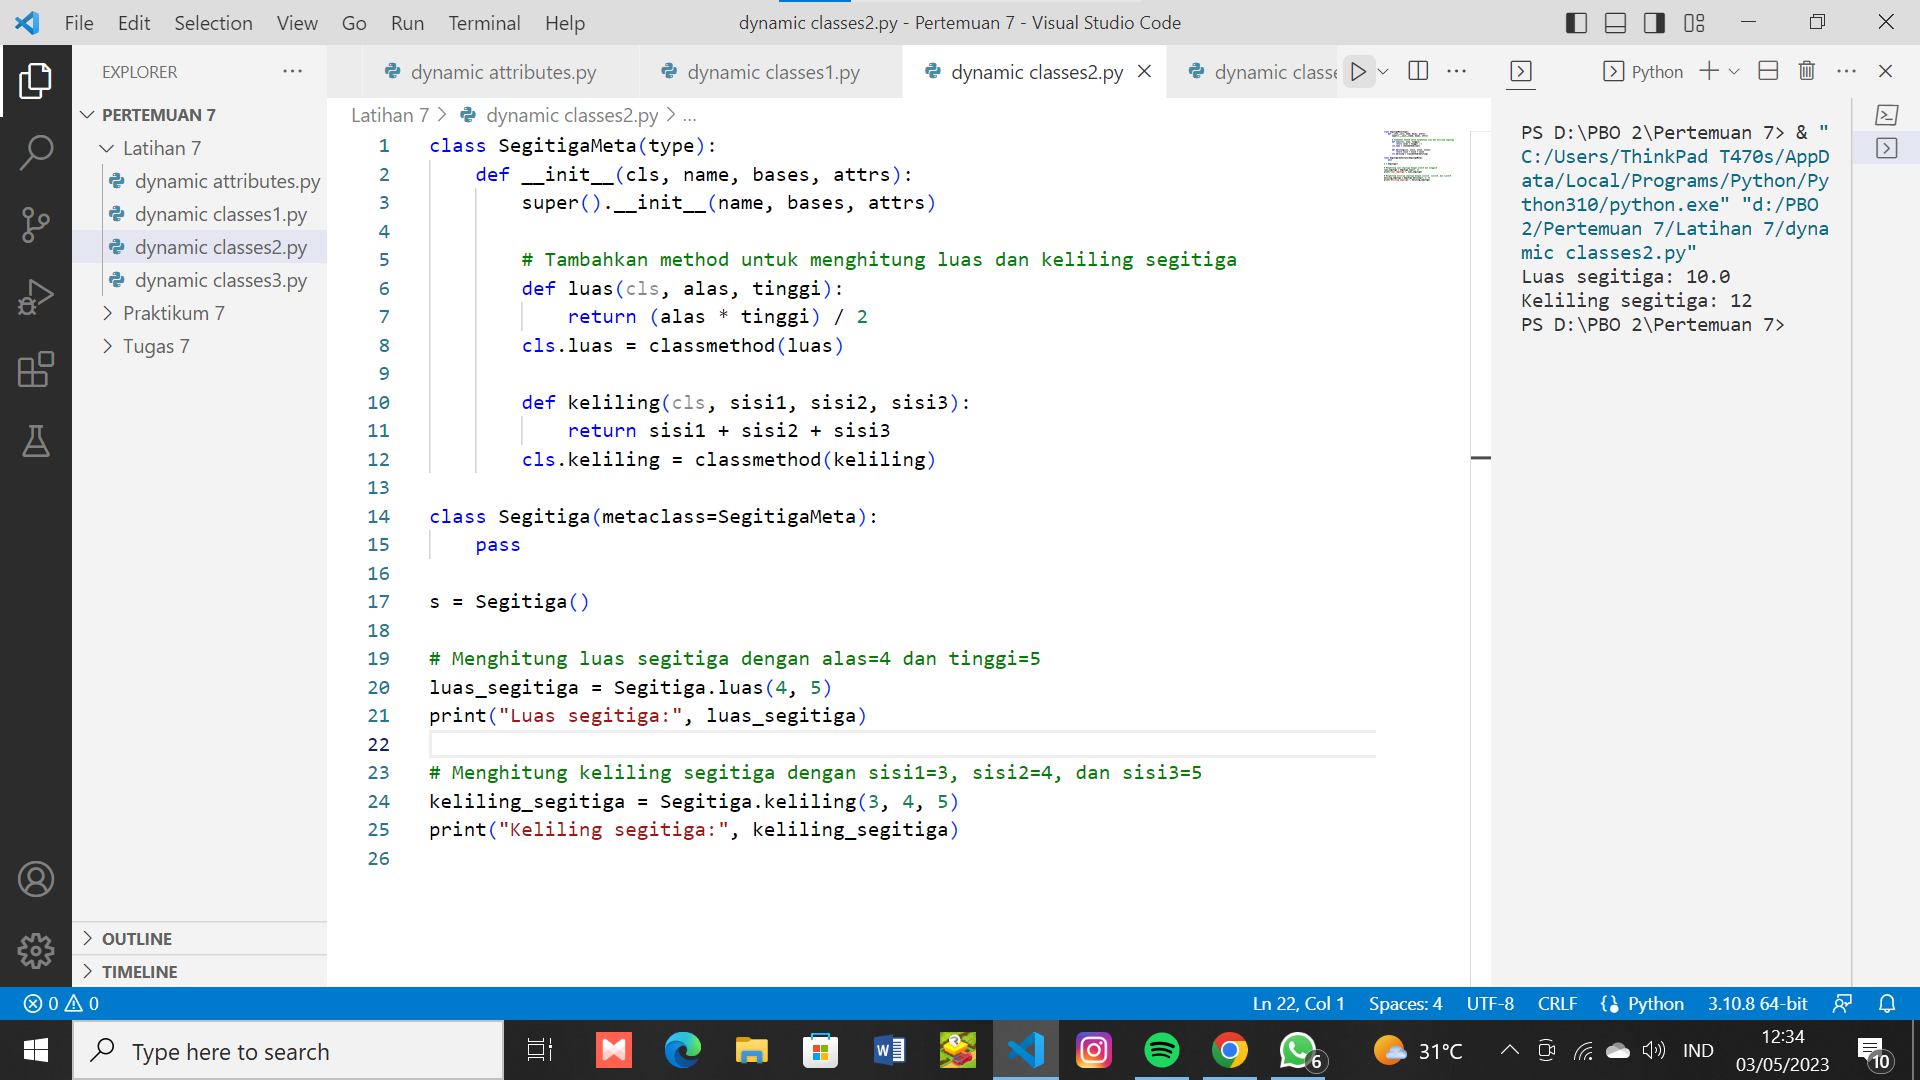 File Edit Selection View Go Run Terminal Help
dynamic classes2.py - Pertemuan 7 - Visual Studio Code
EXPLORER
PERTEMUAN 7
Latihan 7
dynamic attributes.py
dynamic classes1.py
dynamic classes2.py
dynamic classes3.py
Praktikum 7
Tugas 7
OUTLINE
TIMELINE
dynamic attributes.py
dynamic classes1.py
dynamic classes2.py
dynamic classe
Latihan 7 > dynamic classes2.py > ...
1 class SegitigaMeta(type):
2     def __init__(cls, name, bases, attrs):
3         super().__init__(name, bases, attrs)
4
5         # Tambahkan method untuk menghitung luas dan keliling segitiga
6         def luas(cls, alas, tinggi):
7             return (alas * tinggi) / 2
8         cls.luas = classmethod(luas)
9
10         def keliling(cls, sisi1, sisi2, sisi3):
11             return sisi1 + sisi2 + sisi3
12         cls.keliling = classmethod(keliling)
13
14 class Segitiga(metaclass=SegitigaMeta):
15     pass
16
17 s = Segitiga()
18
19 # Menghitung luas segitiga dengan alas=4 dan tinggi=5
20 luas_segitiga = Segitiga.luas(4, 5)
21 print("Luas segitiga:", luas_segitiga)
22
23 # Menghitung keliling segitiga dengan sisi1=3, sisi2=4, dan sisi3=5
24 keliling_segitiga = Segitiga.keliling(3, 4, 5)
25 print("Keliling segitiga:", keliling_segitiga)
26
Python
PS D:\PBO 2\Pertemuan 7> & "
C:/Users/ThinkPad T470s/AppD
ata/Local/Programs/Python/Py
thon310/python.exe" "d:/PBO
2/Pertemuan 7/Latihan 7/dyna
mic classes2.py"
Luas segitiga: 10.0
Keliling segitiga: 12
PS D:\PBO 2\Pertemuan 7>
0 0
Ln 22, Col 1 Spaces: 4 UTF-8 CRLF Python 3.10.8 64-bit
Type here to search
6
31°C
IND
12:34
03/05/2023
10